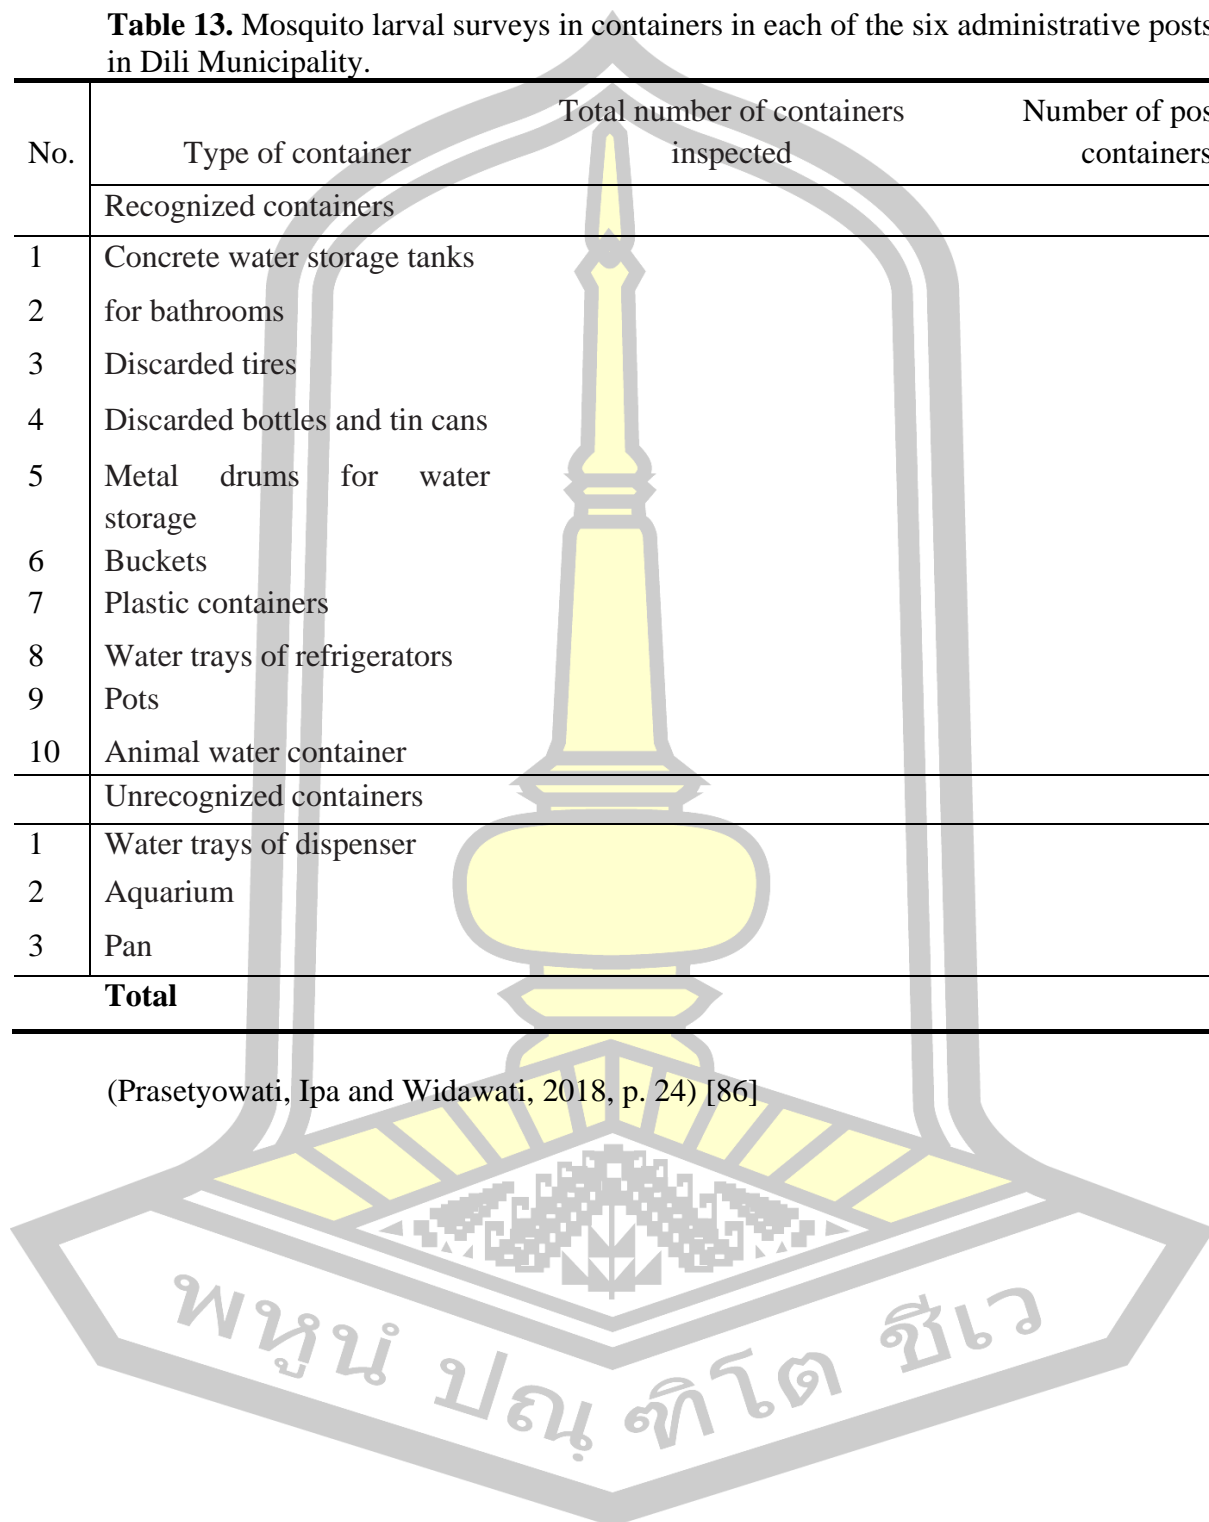 Table 13. Mosquito larval surveys in containers in each of the six administrative posts
in Dili Municipality.
No. Type of container Total number of containers inspected Number of pos containers
Recognized containers
1 Concrete water storage tanks
2 for bathrooms
3 Discarded tires
4 Discarded bottles and tin cans
5 Metal drums for water
storage
6 Buckets
7 Plastic containers
8 Water trays of refrigerators
9 Pots
10 Animal water container
Unrecognized containers
1 Water trays of dispenser
2 Aquarium
3 Pan
Total
(Prasetyowati, Ipa and Widawati, 2018, p. 24) [86]
พหูนํ ปณฺฑิโต ชีเว